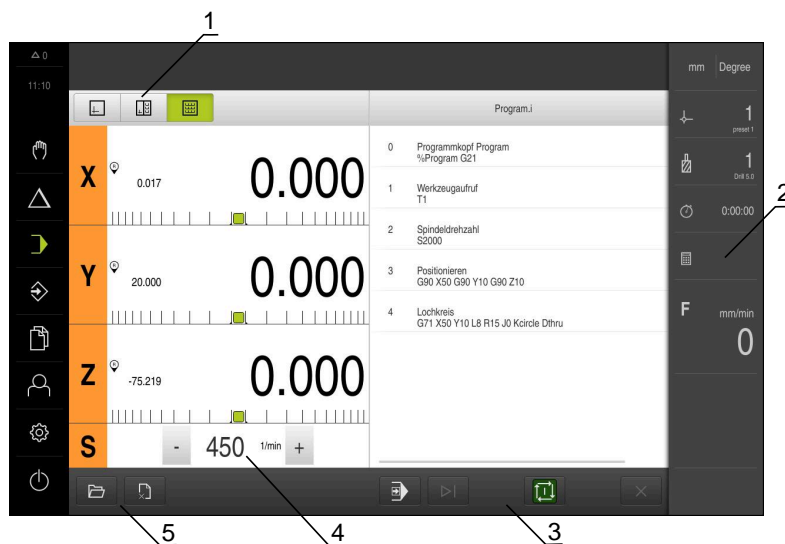 1
0
11:10
mm Degree
Program.i
1
preset 1
X
R
0.017
0.000
0 Programmkopf Program
%Program G21
1 Werkzeugaufruf
T1
1
Drill 5.0
2
0:00:00
2 Spindeldrehzahl
S2000
Y
R
20.000
0.000
3 Positionieren
G90 X50 G90 Y10 G90 Z10
4 Lochkreis
G71 X50 Y10 L8 R15 J0 Kcircle Dthru
F mm/min
0
Z
R
-75.219
0.000
S
- 450 1/min +
5
4
3